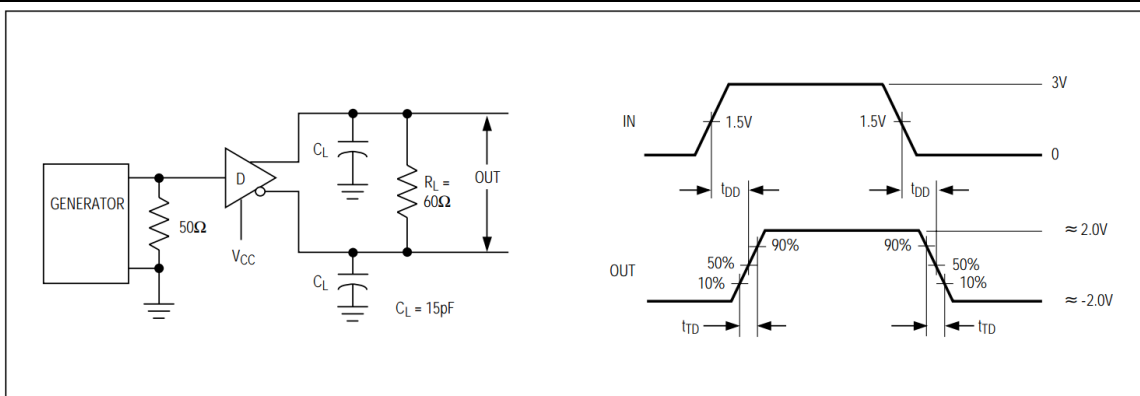 GENERATOR
50Ω
D
VCC
CL
CL
RL =
60Ω
OUT
CL = 15pF
IN
3V
1.5V
1.5V
0
tDD
tDD
OUT
≈ 2.0V
90%
90%
50%
50%
10%
10%
≈ -2.0V
tTD
tTD